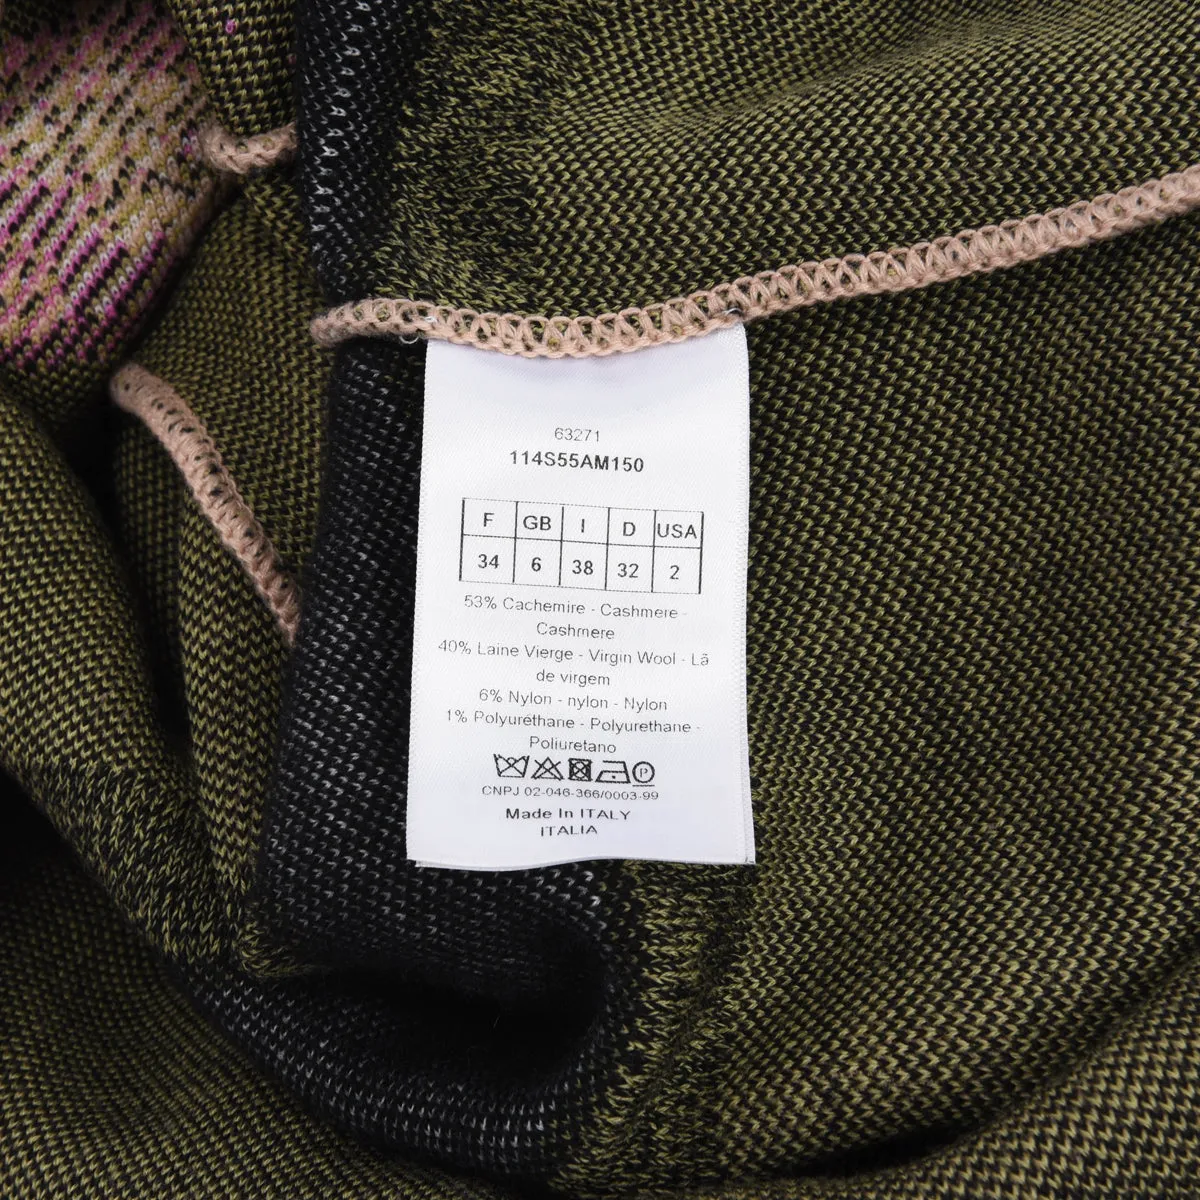 63271
114S55AM150
F GB I D USA
34 6 38 32 2
53% Cachemire - Cashmere -
Cashmere
40% Laine Vierge - Virgin Wool - Lã
de virgem
6% Nylon - nylon - Nylon
1% Polyuréthane - Polyurethane -
Poliuretano
P
CNPJ 02-046-366/0003-99
Made In ITALY
ITALIA